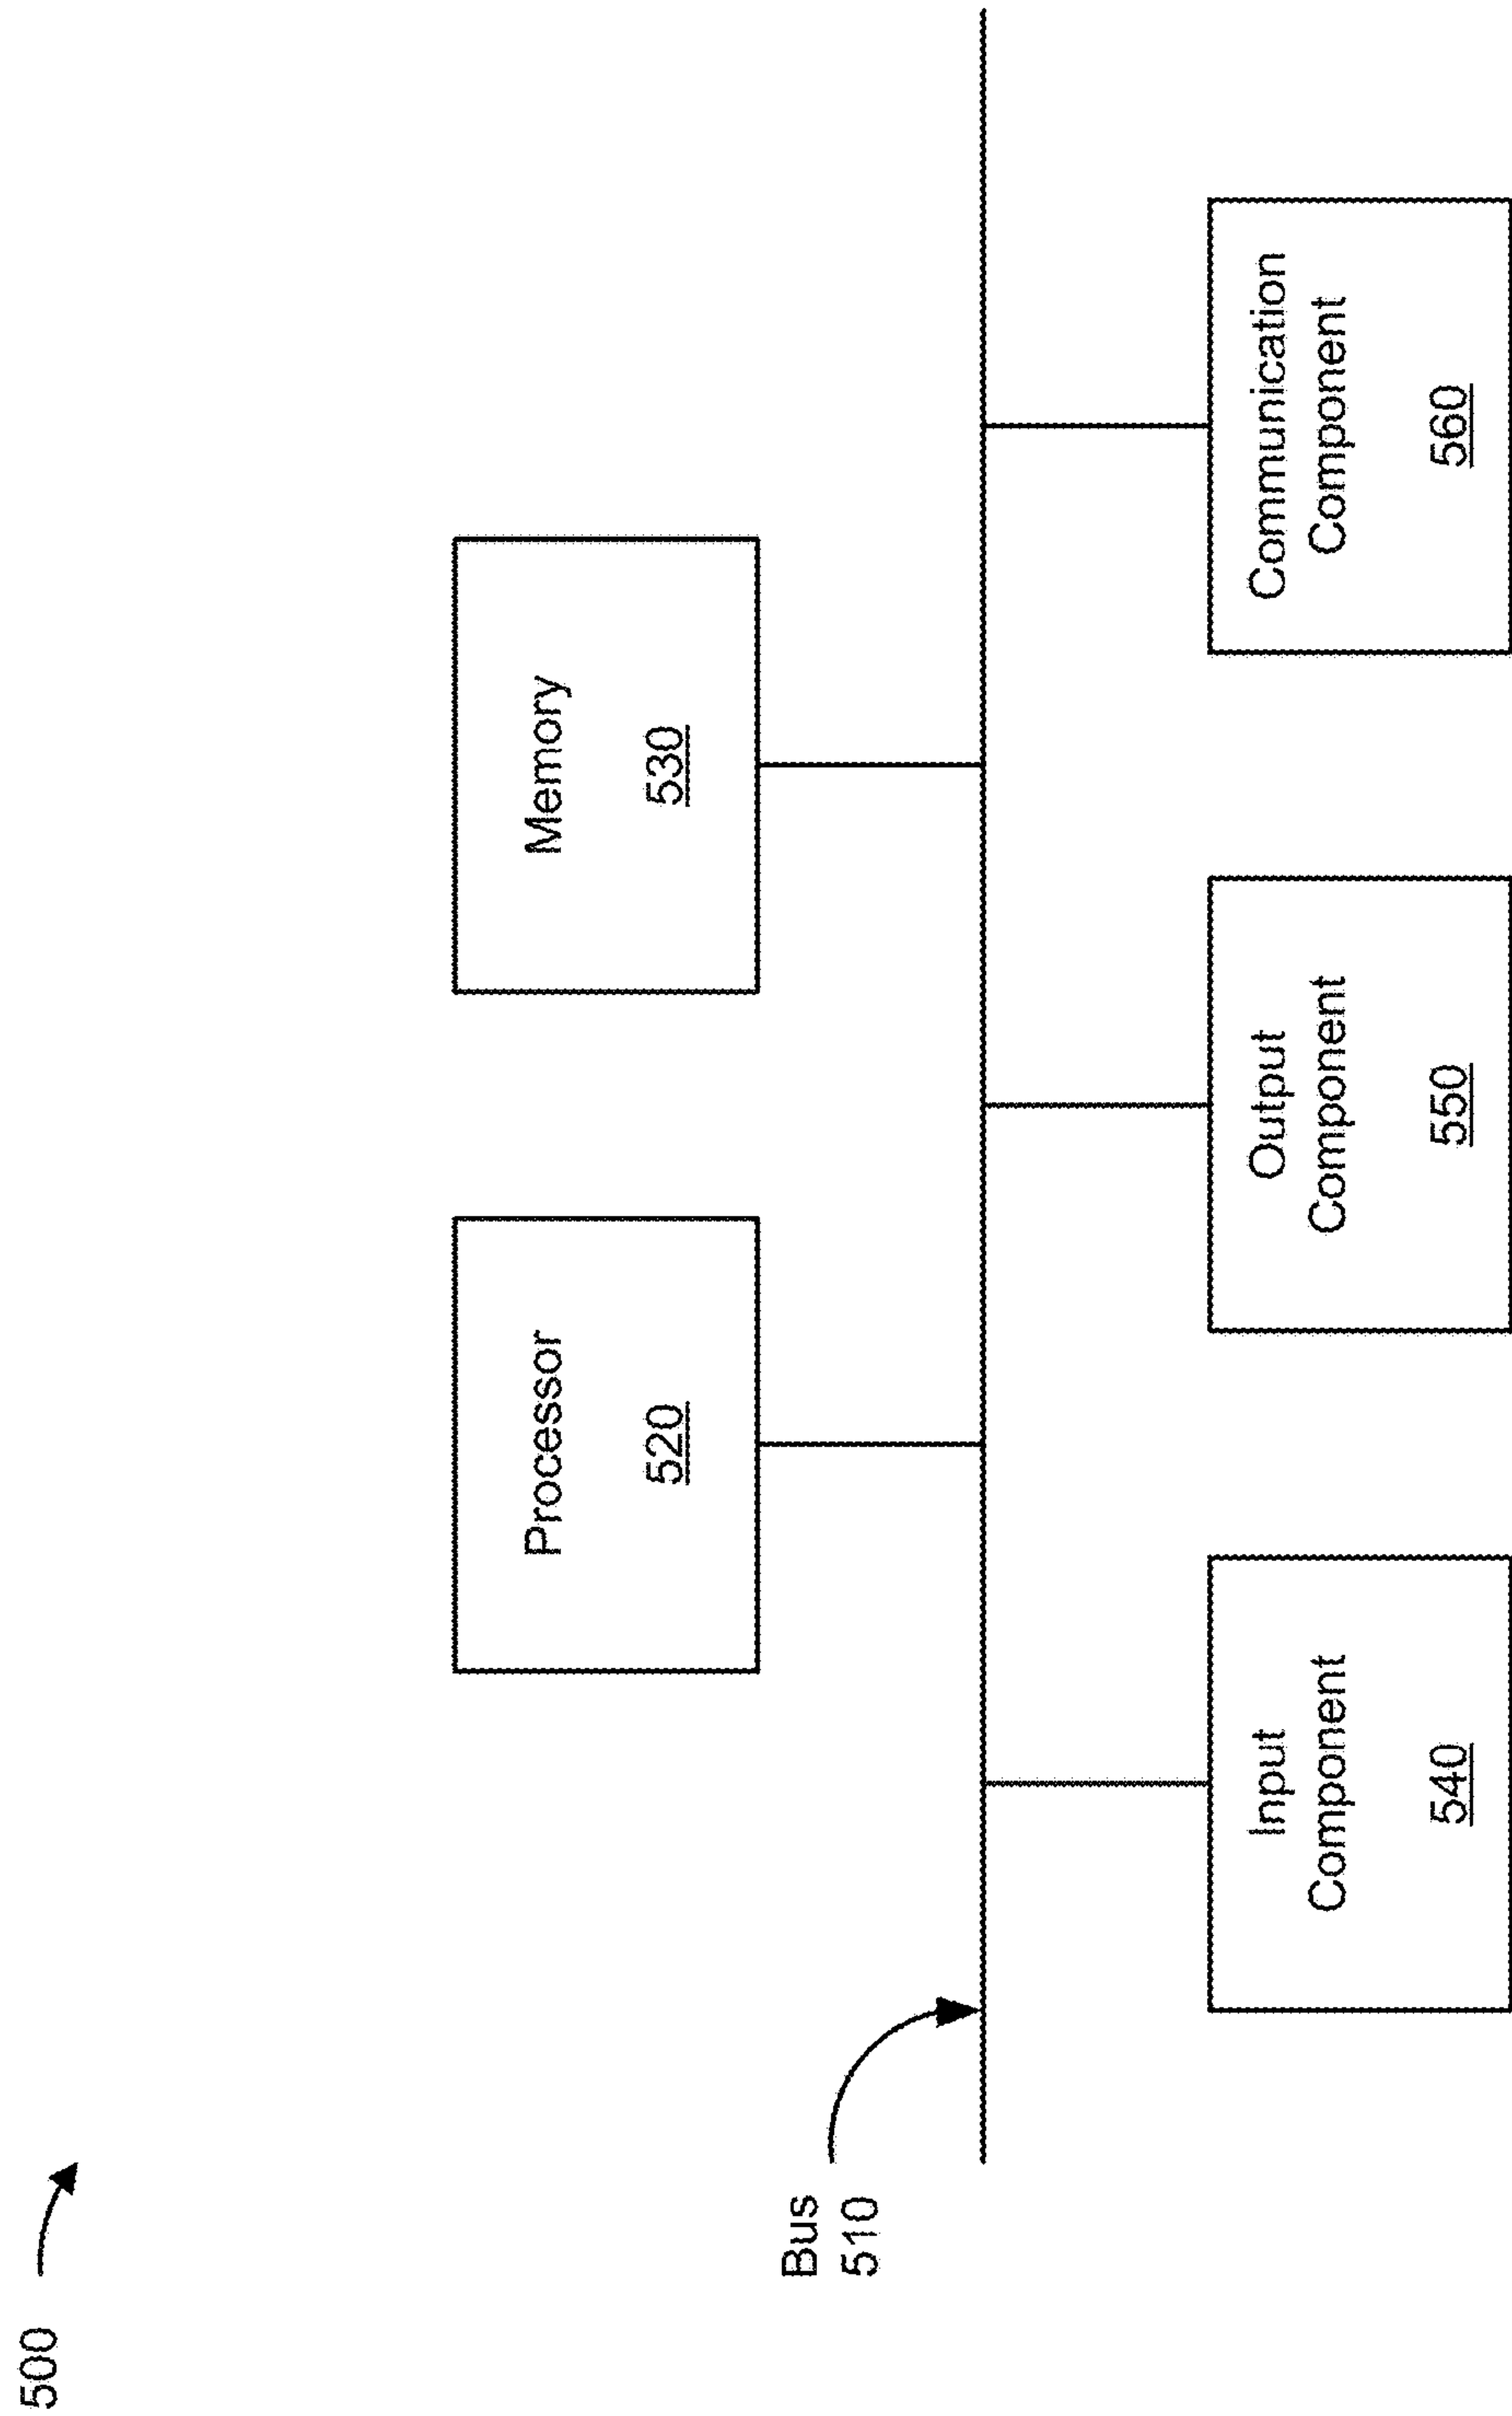 500
Processor
520
Memory
530
Bus
510
Input
Component
540
Output
Component
550
Communication
Component
560